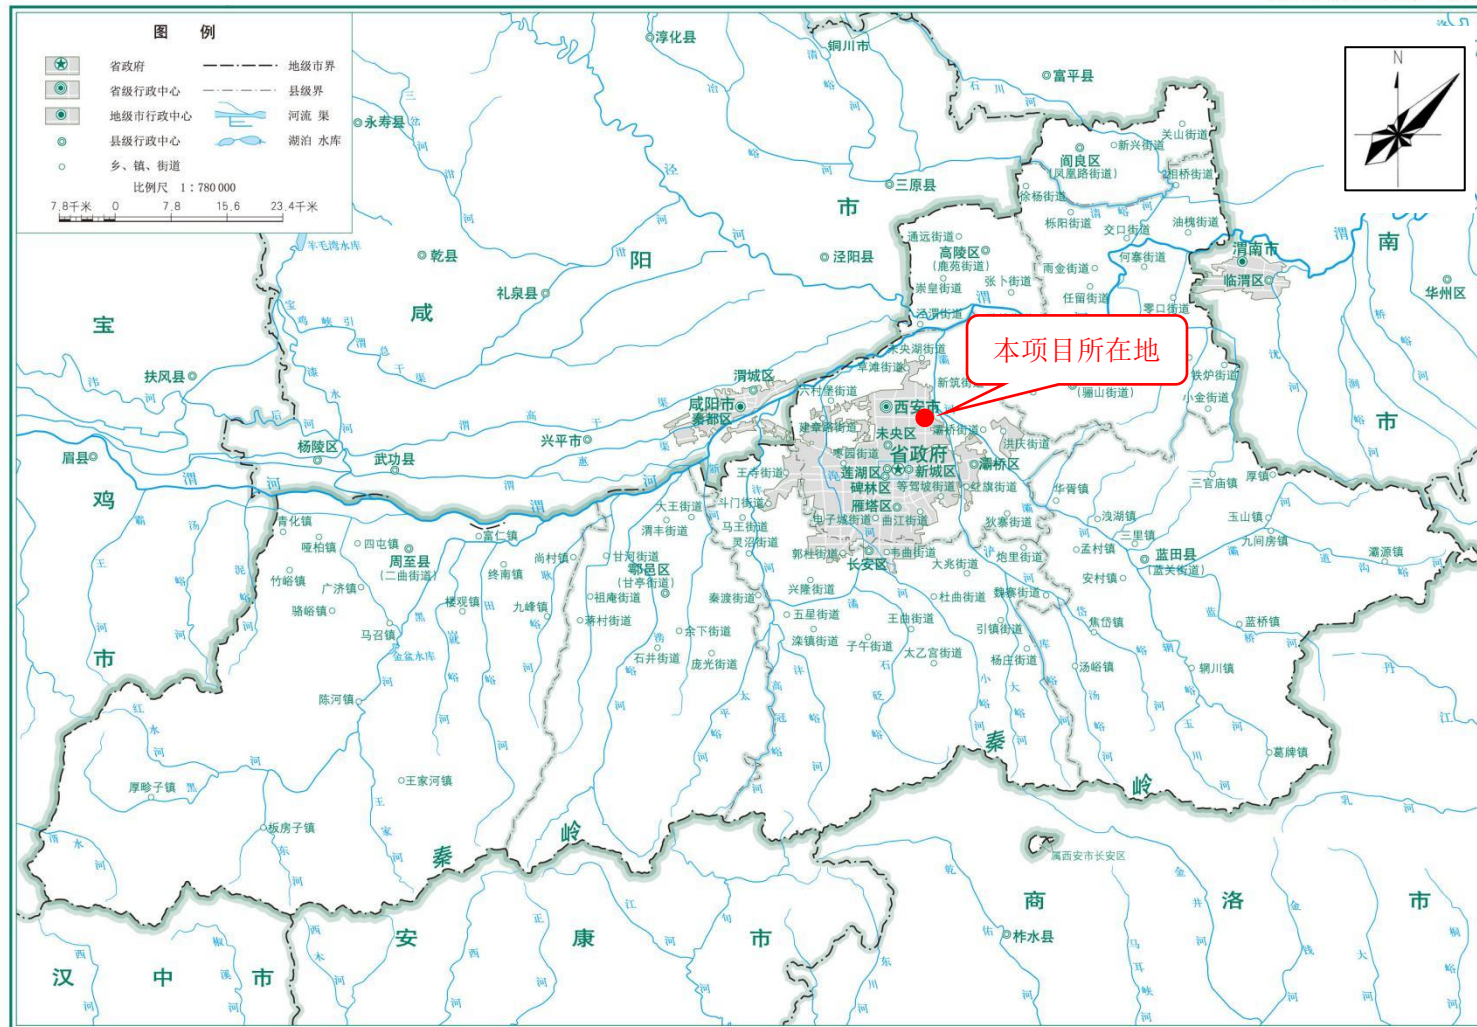 图 例
省政府
地级市界
省级行政中心
县级界
地级市行政中心
河流 渠
县级行政中心
湖泊 水库
乡、镇、街道
比例尺 1：780 000
7.8千米 0 7.8 15.6 23.4千米
N
淳化县
铜川市
富平县
永寿县
关山街道
新兴街道
阎良区
(凤凰路街道)
相桥街道
三原县
徐杨街道
市
栎阳街道
交口街道
油槐街道
南
羊毛湾水库
乾县
阳
泾阳县
通远街道
高陵区
(鹿苑街道)
雨金街道
何寨街道
渭南市
临渭区
华州区
礼泉县
崇皇街道
张卜街道
任留街道
零口街道
宝
咸
泾渭街道
本项目所在地
未央湖街道
草滩街道
扶风县
渭城区
六村堡街道
新筑街道
(骊山街道)
铁炉街道
小金街道
咸阳市
秦都区
西安市
市
建章路街道
未央区
灞桥街道
洪庆街道
杨陵区
兴平市
武功县
枣园街道
省政府
眉县
王寺街道
莲湖区
新城区
灞桥区
碑林区
等驾坡街道
红旗街道
华胥镇
三官庙镇
厚镇
鸡
斗门街道
雁塔区
大王街道
电子城街道
曲江街道
狄寨街道
洩湖镇
玉山镇
青化镇
富仁镇
渭丰街道
马王街道
三里镇
九间房镇
哑柏镇
四屯镇
周至县
(二曲街道)
尚村镇
甘河街道
灵沼街道
郭杜街道
长安区
韦曲街道
炮里街道
孟村镇
蓝田县
(蓝关街道)
灞源镇
竹峪镇
广济镇
终南镇
鄠邑区
(甘亭街道)
兴隆街道
大兆街道
安村镇
骆峪镇
楼观镇
九峰镇
祖庵街道
秦渡街道
五星街道
杜曲街道
魏寨街道
马召镇
蒋村街道
余下街道
滦镇街道
子午街道
王曲街道
引镇街道
焦岱镇
蓝桥镇
市
金盆水库
石井街道
庞光街道
太乙宫街道
杨庄街道
汤峪镇
辋川镇
陈河镇
秦
葛牌镇
厚畛子镇
王家河镇
岭
板房子镇
秦
岭
属西安市长安区
商
洛
市
安
康
市
柞水县
汉
中
市